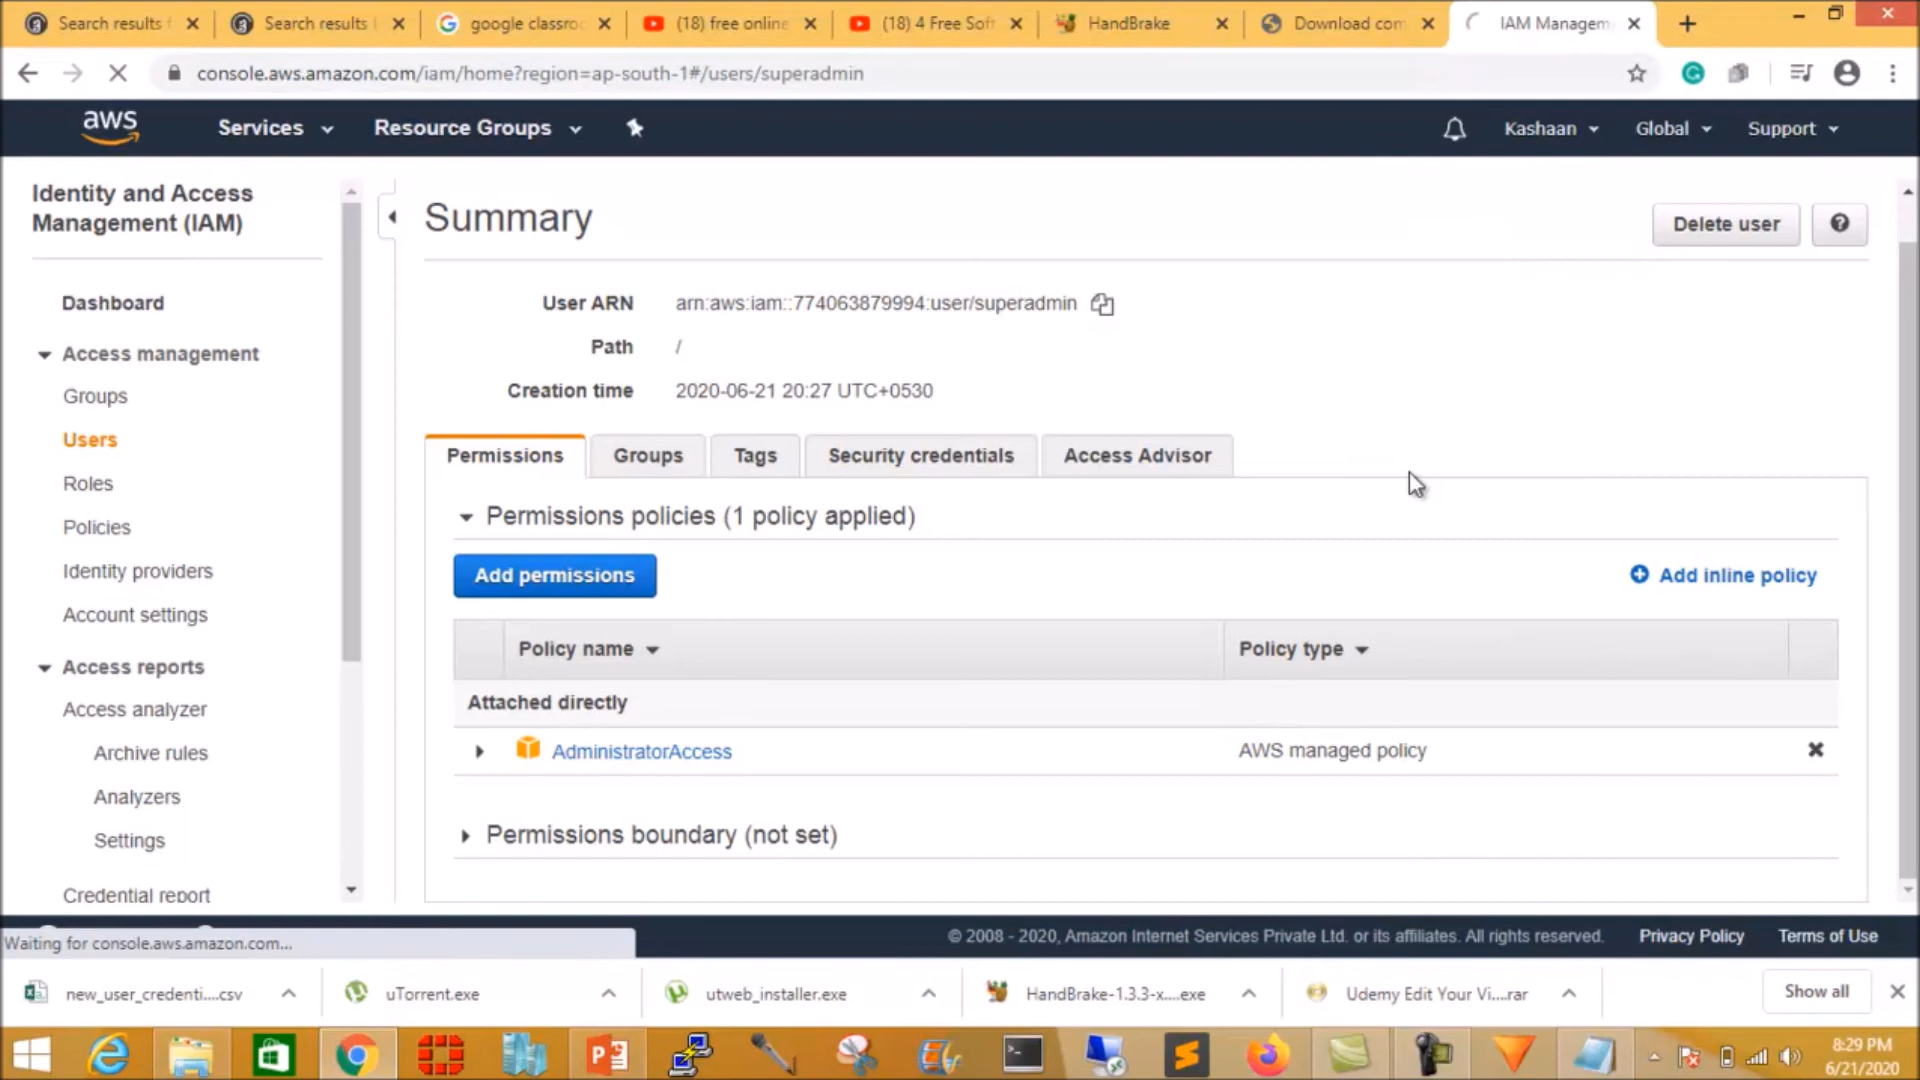 Search results f
Search results |
google classroo
(18) free online
(18) 4 Free Soft
HandBrake
Download com
IAM Managem
console.aws.amazon.com/iam/home?region=ap-south-1#/users/superadmin
aws
Services
Resource Groups
Kashaan
Global
Support
Identity and Access
Management (IAM)
Dashboard
Access management
Groups
Users
Roles
Policies
Identity providers
Account settings
Access reports
Access analyzer
Archive rules
Analyzers
Settings
Credential report
Summary
Delete user
User ARN arn:aws:iam::774063879994:user/superadmin
Path /
Creation time 2020-06-21 20:27 UTC+0530
Permissions
Groups
Tags
Security credentials
Access Advisor
Permissions policies (1 policy applied)
Add permissions
Add inline policy
Policy name
Policy type
Attached directly
AdministratorAccess
AWS managed policy
Permissions boundary (not set)
Waiting for console.aws.amazon.com...
© 2008 - 2020, Amazon Internet Services Private Ltd. or its affiliates. All rights reserved.
Privacy Policy
Terms of Use
new_user_credenti....csv
uTorrent.exe
utweb_installer.exe
HandBrake-1.3.3-x....exe
Udemy Edit Your Vi....rar
Show all
8:29 PM
6/21/2020